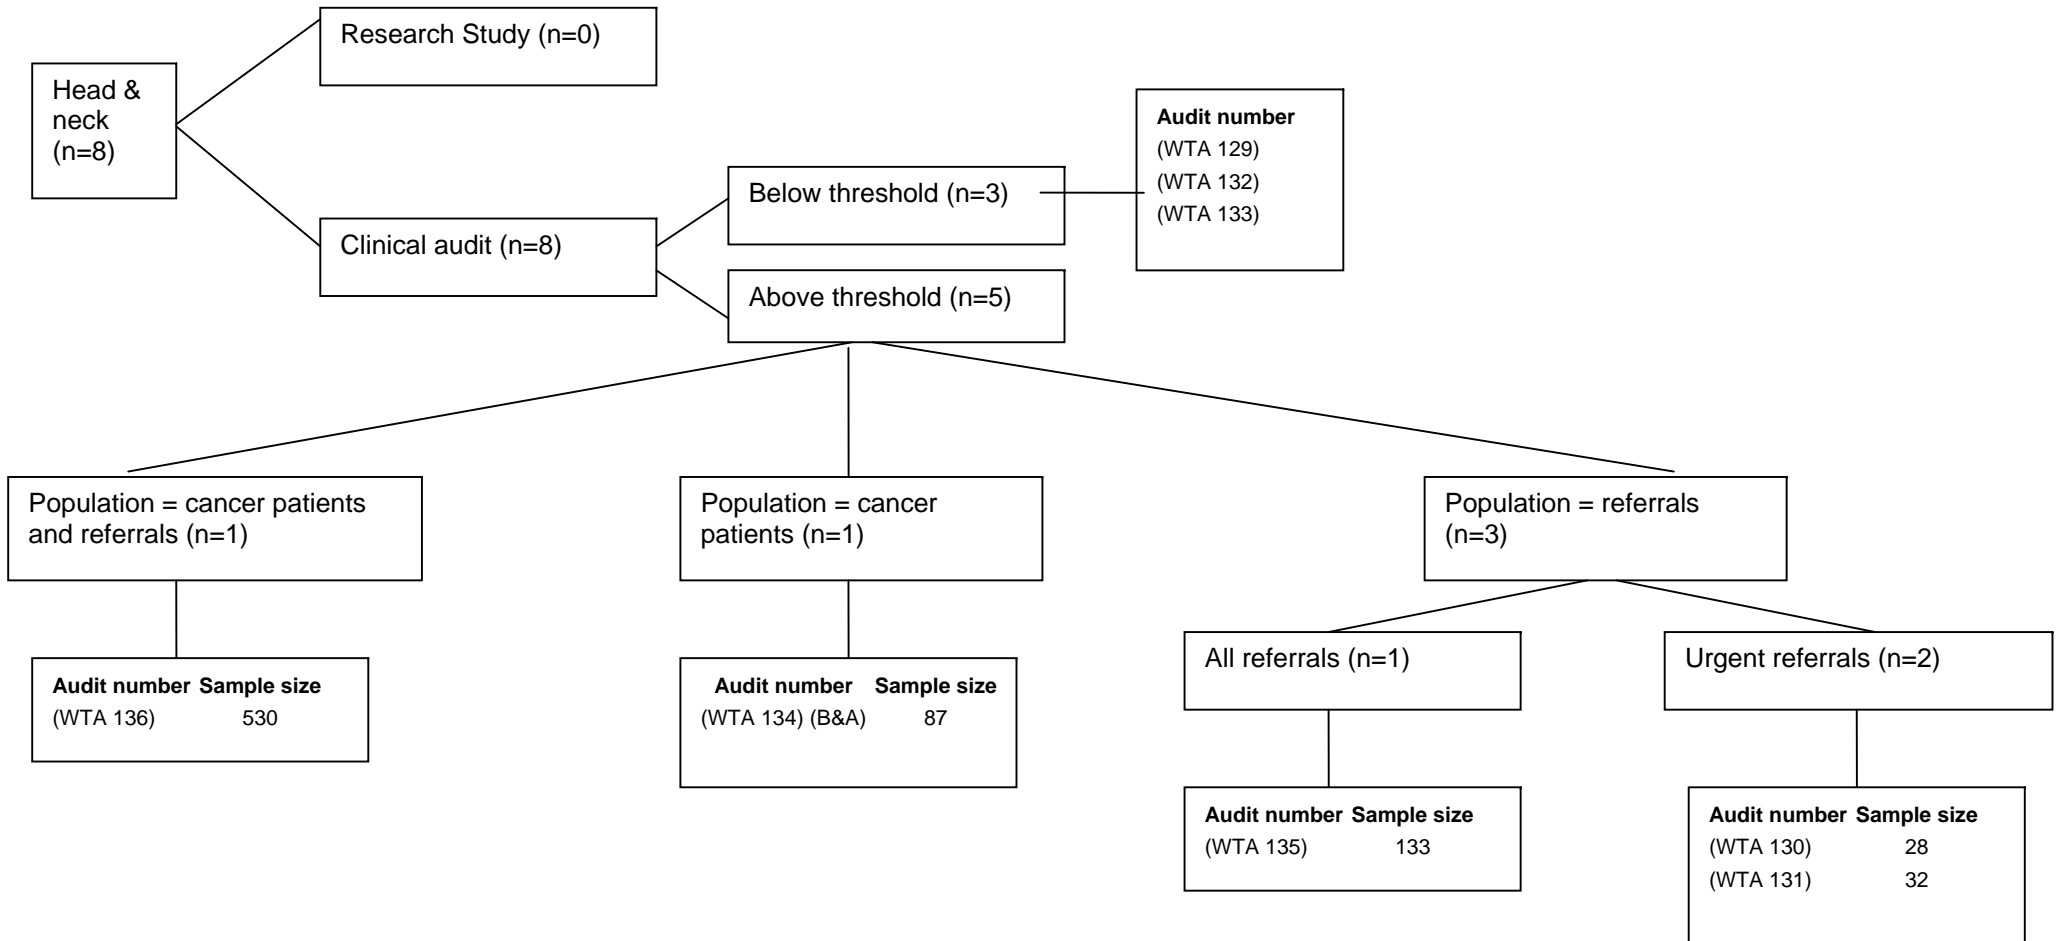 Research Study (n=0)
Head &
neck
(n=8)
Audit number
(WTA 129)
(WTA 132)
(WTA 133)
Below threshold (n=3)
Clinical audit (n=8)
Above threshold (n=5)
Population = cancer patients
and referrals (n=1)
Population = cancer
patients (n=1)
Population = referrals
(n=3)
All referrals (n=1)
Urgent referrals (n=2)
Audit number Sample size
(WTA 136) 530
Audit number Sample size
(WTA 134) (B&A) 87
Audit number Sample size
(WTA 135) 133
Audit number Sample size
(WTA 130) 28
(WTA 131) 32